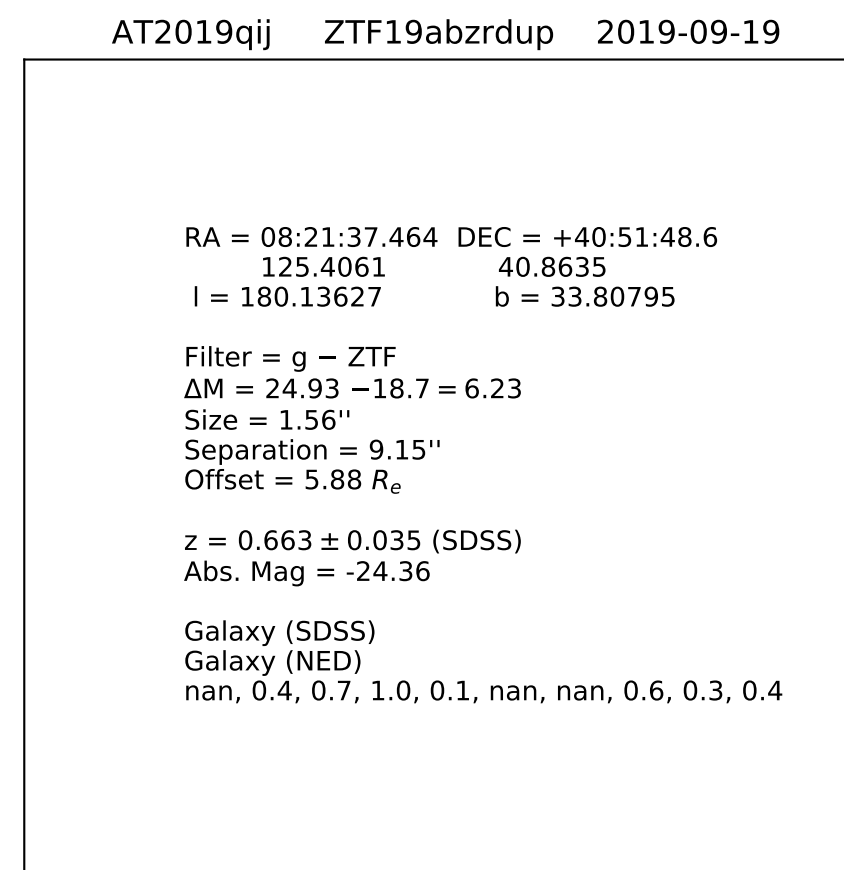 AT2019qij ZTF19abzrdup 2019-09-19
RA = 08:21:37.464 DEC = +40:51:48.6
125.4061 40.8635
l = 180.13627 b = 33.80795
Filter = g − ZTF
ΔM = 24.93 −18.7 = 6.23
Size = 1.56''
Separation = 9.15''
Offset = 5.88 Rₑ
z = 0.663 ± 0.035 (SDSS)
Abs. Mag = -24.36
Galaxy (SDSS)
Galaxy (NED)
nan, 0.4, 0.7, 1.0, 0.1, nan, nan, 0.6, 0.3, 0.4